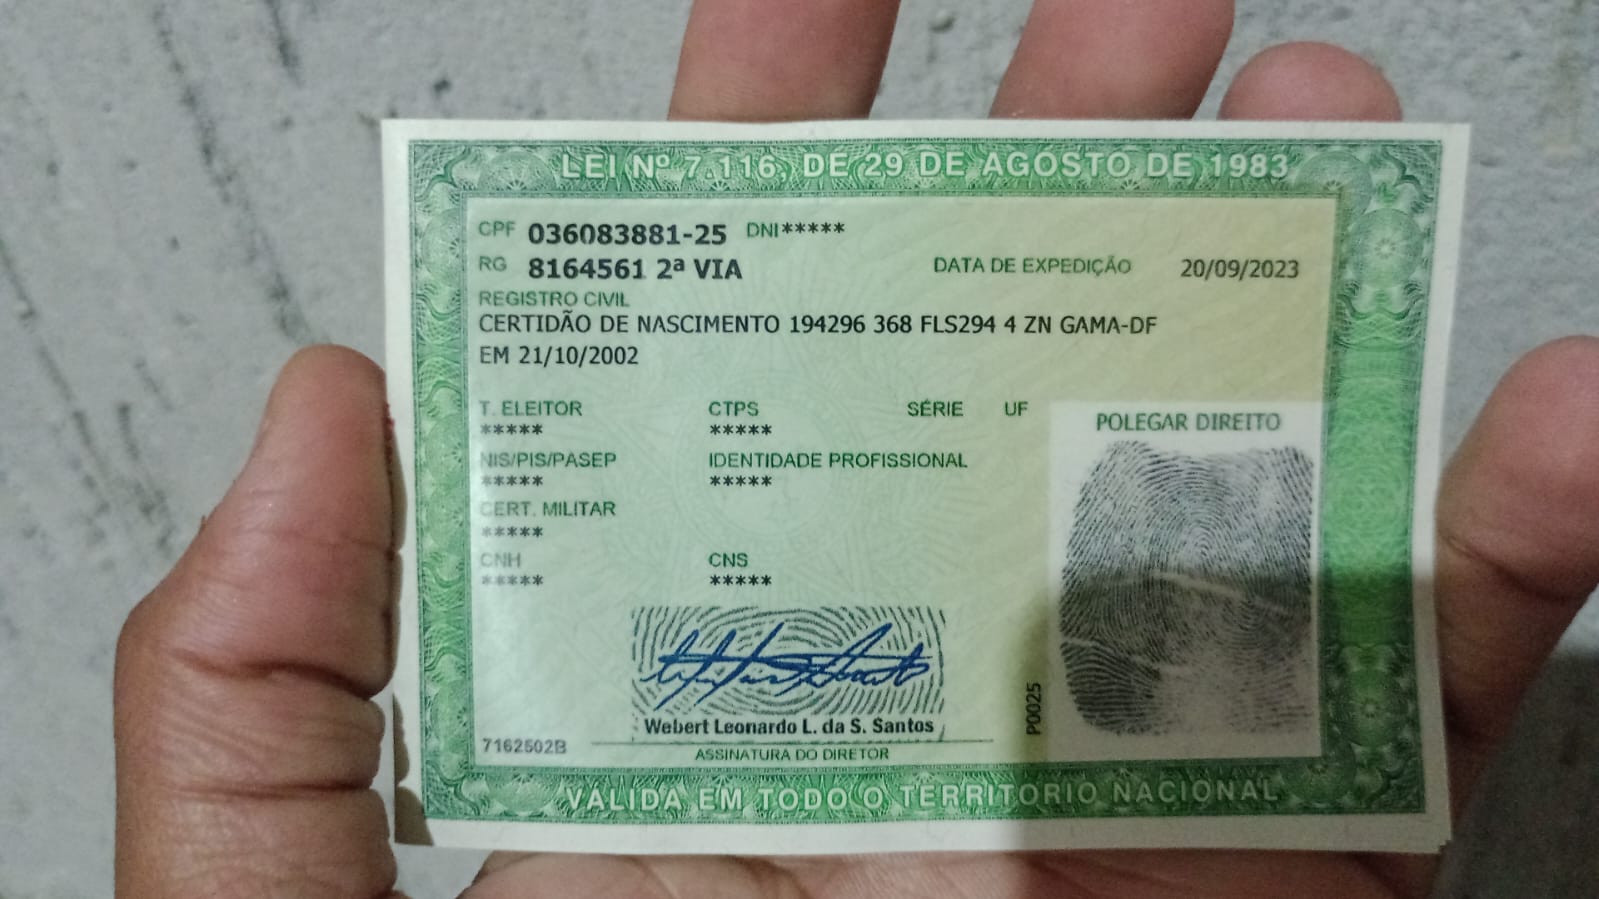 LEI Nº 7.116, DE 29 DE AGOSTO DE 1983
CPF 036083881-25 DNI*****
RG 8164561 2ª VIA DATA DE EXPEDIÇÃO 20/09/2023
REGISTRO CIVIL
CERTIDÃO DE NASCIMENTO 194296 368 FLS294 4 ZN GAMA-DF
EM 21/10/2002
T. ELEITOR CTPS SÉRIE UF
***** *****
NIS/PIS/PASEP IDENTIDADE PROFISSIONAL
***** *****
CERT. MILITAR
*****
CNH CNS
***** *****
POLEGAR DIREITO
P0025
Webert Leonardo L. da S. Santos
7162502B
ASSINATURA DO DIRETOR
VÁLIDA EM TODO O TERRITÓRIO NACIONAL